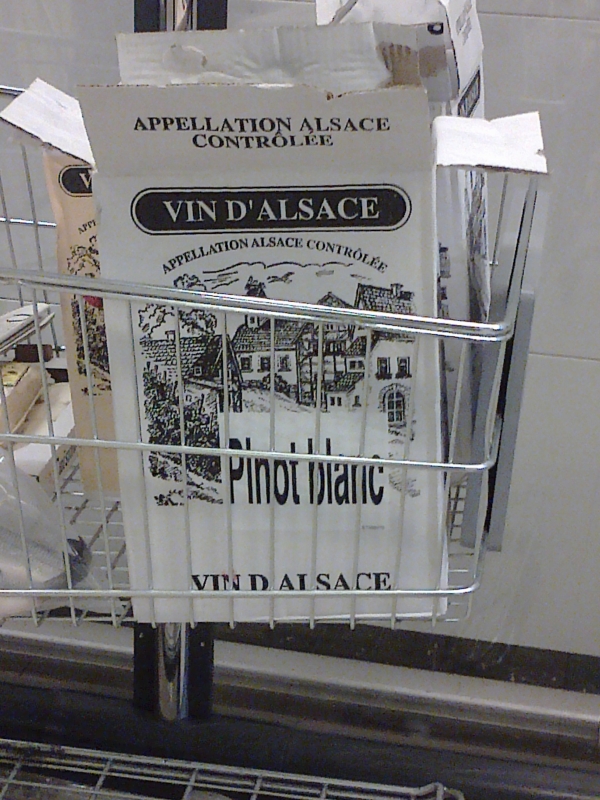 APPELLATION ALSACE
CONTRÔLÉE
VIN D'ALSACE
APPELLATION ALSACE CONTRÔLÉE
Pinot blanc
VIN D'ALSACE